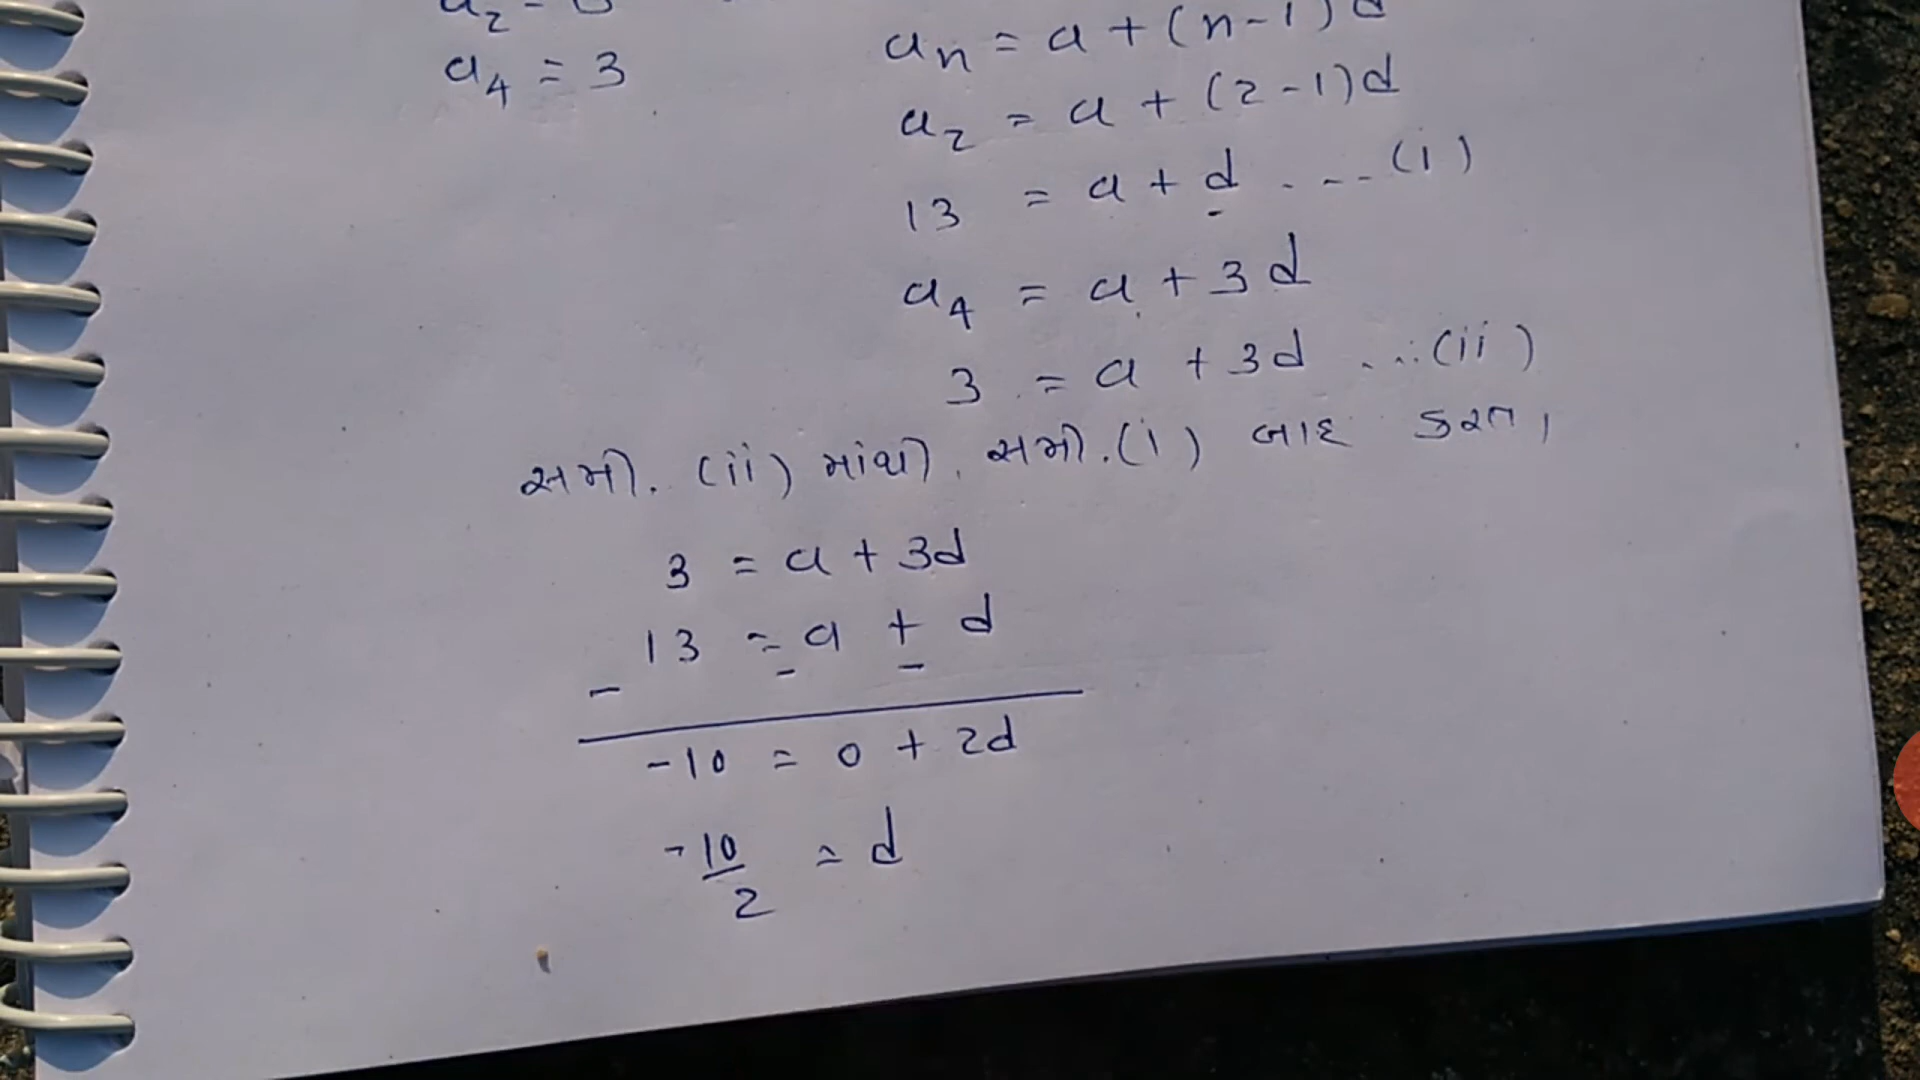 a₄ = 3
aₙ = a + (n-1)d
a₂ = a + (2-1)d
13 = a + d ... (i)
a₄ = a + 3d
3 = a + 3d ... (ii)
સમી. (ii) માંથી સમી. (i) બાદ કરતા,
3 = a + 3d
13 = a + d
- - -
-10 = 0 + 2d
-10/2 = d